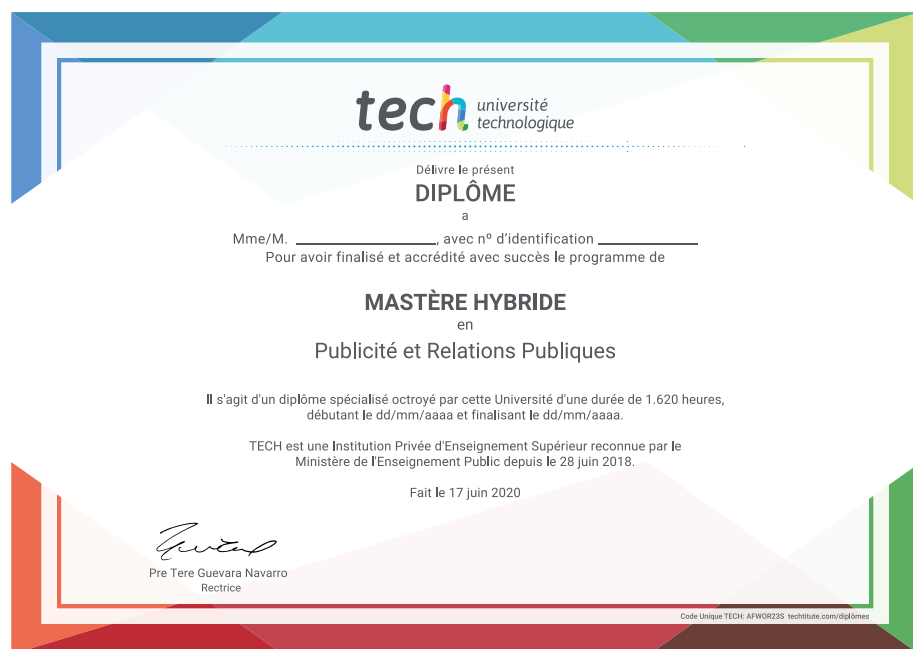 tech université
technologique
Délivre le présent
DIPLÔME
a
Mme/M. ____________________, avec nº d'identification ______________
Pour avoir finalisé et accrédité avec succès le programme de
MASTÈRE HYBRIDE
en
Publicité et Relations Publiques
Il s'agit d'un diplôme spécialisé octroyé par cette Université d'une durée de 1.620 heures,
débutant le dd/mm/aaaa et finalisant le dd/mm/aaaa.
TECH est une Institution Privée d'Enseignement Supérieur reconnue par le
Ministère de l'Enseignement Public depuis le 28 juin 2018.
Fait le 17 juin 2020
Pre Tere Guevara Navarro
Rectrice
Code Unique TECH: AFWOR23S techtitute.com/diplômes